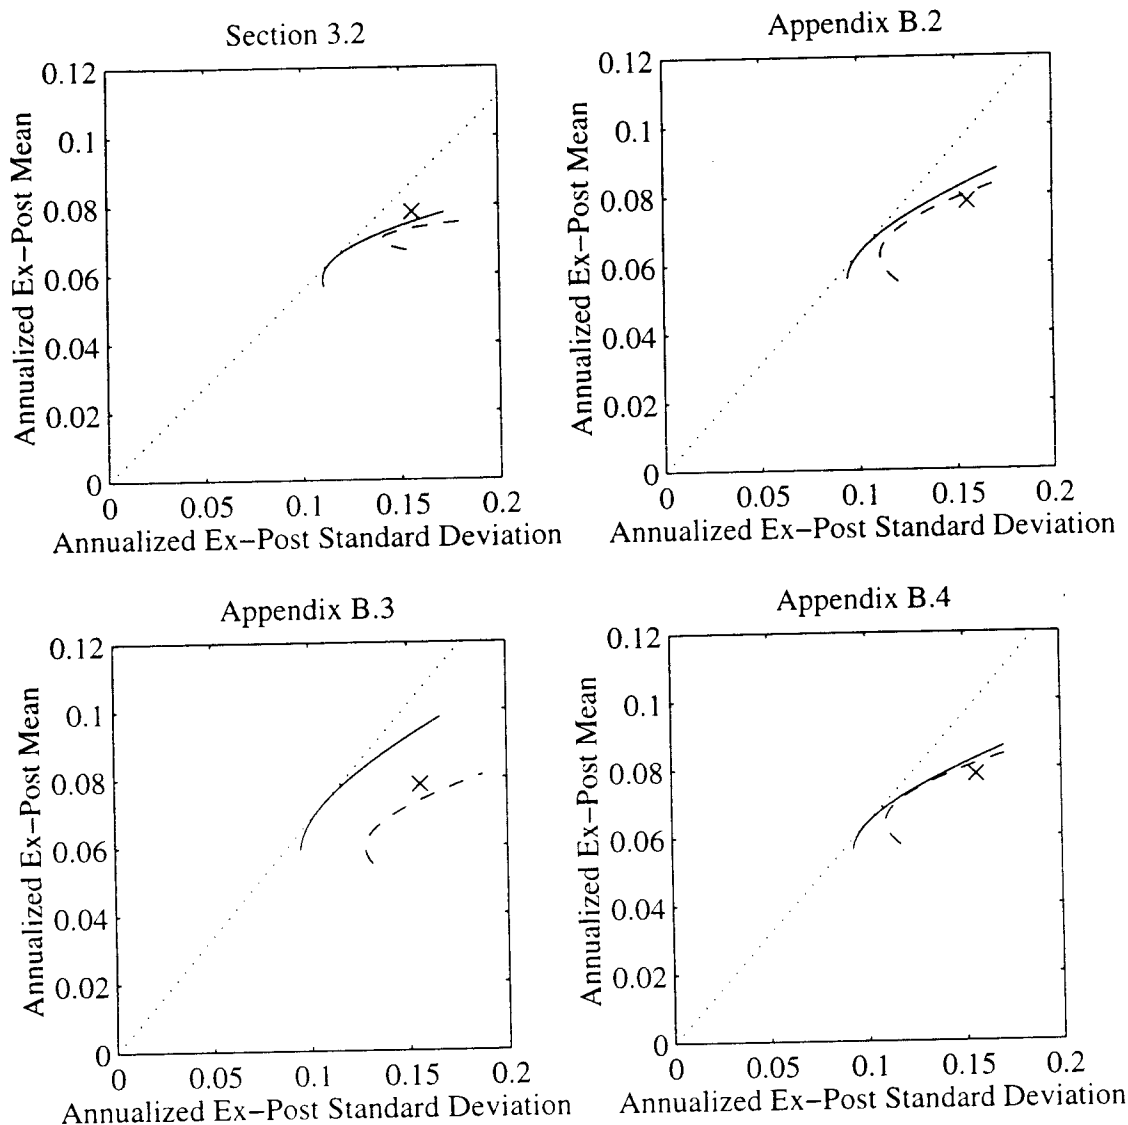 Section 3.2
0.12
0.1
0.08
0.06
0.04
0.02
0
0 0.05 0.1 0.15 0.2
Annualized Ex-Post Mean
Annualized Ex-Post Standard Deviation
Appendix B.2
0.12
0.1
0.08
0.06
0.04
0.02
0
0 0.05 0.1 0.15 0.2
Annualized Ex-Post Mean
Annualized Ex-Post Standard Deviation
Appendix B.3
0.12
0.1
0.08
0.06
0.04
0.02
0
0 0.05 0.1 0.15 0.2
Annualized Ex-Post Mean
Annualized Ex-Post Standard Deviation
Appendix B.4
0.12
0.1
0.08
0.06
0.04
0.02
0
0 0.05 0.1 0.15 0.2
Annualized Ex-Post Mean
Annualized Ex-Post Standard Deviation